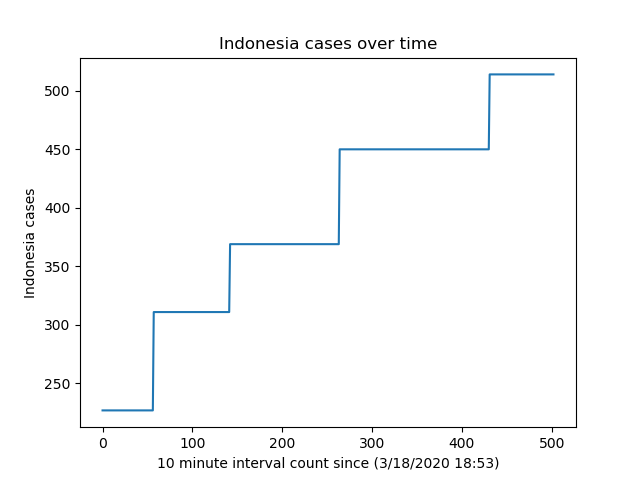 Indonesia cases over time
Indonesia cases
500
450
400
350
300
250
0 100 200 300 400 500
10 minute interval count since (3/18/2020 18:53)